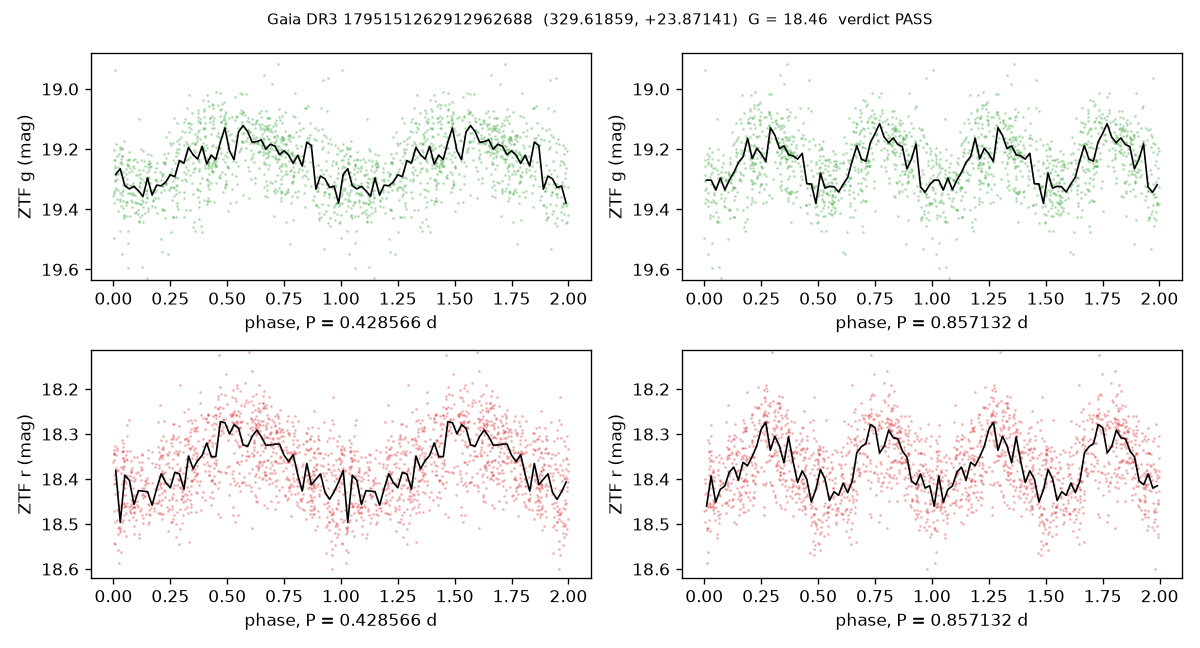 Gaia DR3 1795151262912962688  (329.61859, +23.87141)  G = 18.46  verdict PASS
ZTF g (mag)
19.0
19.2
19.4
19.6
0.00 0.25 0.50 0.75 1.00 1.25 1.50 1.75 2.00
phase, P = 0.428566 d
ZTF g (mag)
19.0
19.2
19.4
19.6
0.00 0.25 0.50 0.75 1.00 1.25 1.50 1.75 2.00
phase, P = 0.857132 d
ZTF r (mag)
18.2
18.3
18.4
18.5
18.6
0.00 0.25 0.50 0.75 1.00 1.25 1.50 1.75 2.00
phase, P = 0.428566 d
ZTF r (mag)
18.2
18.3
18.4
18.5
18.6
0.00 0.25 0.50 0.75 1.00 1.25 1.50 1.75 2.00
phase, P = 0.857132 d